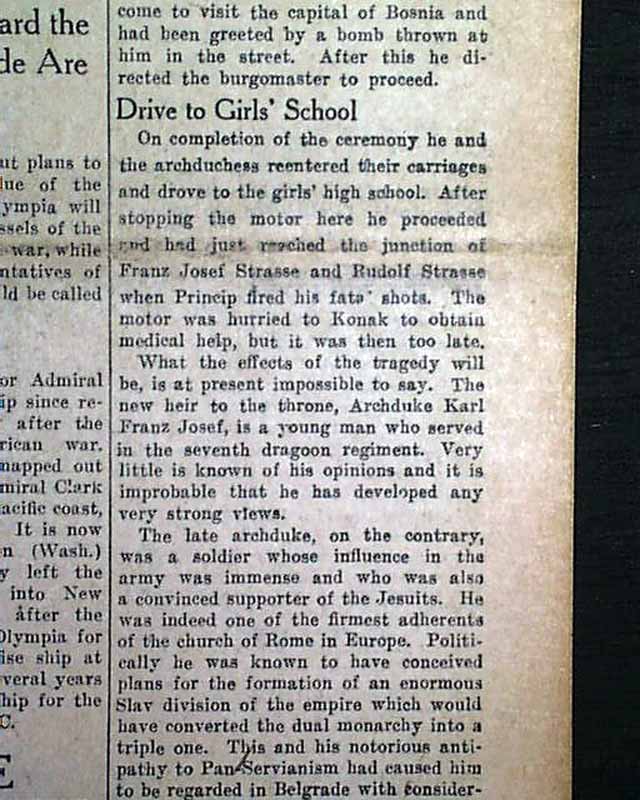 ard the
de Are
ut plans to
lue of the
ympia will
ssels of the
war, while
ntatives of
ld be called
or Admiral
ip since re-
after the
rican war.
mapped out
miral Clark
acific coast,
It is now
n (Wash.)
y left the
into New
after the
Olympia for
ise ship at
veral years
hip for the
C.
E
come to visit the capital of Bosnia and
had been greeted by a bomb thrown at
him in the street. After this he di-
rected the burgomaster to proceed.
Drive to Girls' School
On completion of the ceremony he and
the archduchess reentered their carriages
and drove to the girls' high school. After
stopping the motor here he proceeded
and had just reached the junction of
Franz Josef Strasse and Rudolf Strasse
when Princip fired his fata' shots. The
motor was hurried to Konak to obtain
medical help, but it was then too late.
What the effects of the tragedy will
be, is at present impossible to say. The
new heir to the throne, Archduke Karl
Franz Josef, is a young man who served
in the seventh dragoon regiment. Very
little is known of his opinions and it is
improbable that he has developed any
very strong views.
The late archduke, on the contrary,
was a soldier whose influence in the
army was immense and who was also
a convinced supporter of the Jesuits. He
was indeed one of the firmest adherents
of the church of Rome in Europe. Politi-
cally he was known to have conceived
plans for the formation of an enormous
Slav division of the empire which would
have converted the dual monarchy into a
triple one. This and his notorious anti-
pathy to Pan-Servianism had caused him
to be regarded in Belgrade with consider-